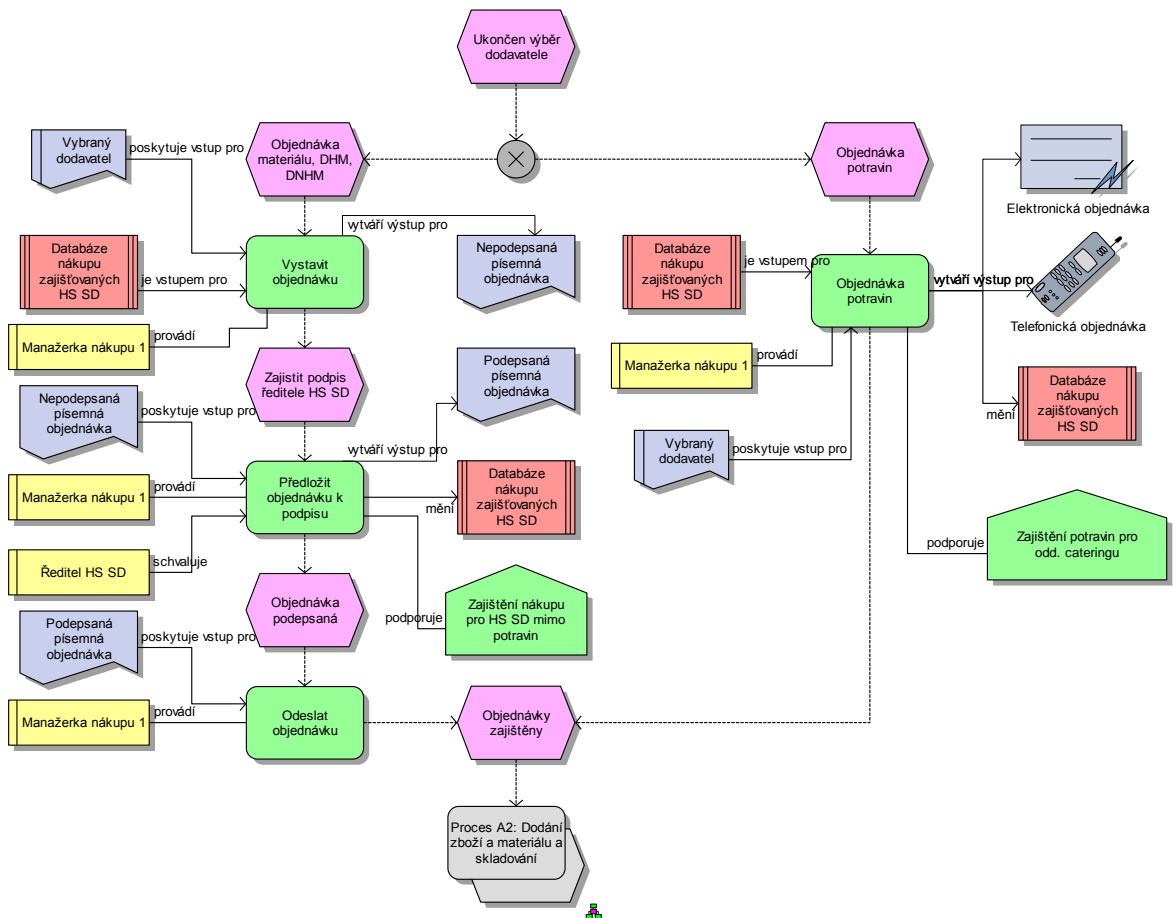 Ukončen výběr
dodavatele
Vybraný
dodavatel
poskytuje vstup pro
Objednávka
materiálu, DHM,
DNHM
Objednávka
potravin
Elektronická objednávka
Databáze
nákupu
zajišťovaných
HS SD
je vstupem pro
Vystavit
objednávku
vytváří výstup pro
Nepodepsaná
písemná
objednávka
Manažerka nákupu 1
provádí
Databáze
nákupu
zajišťovaných
HS SD
je vstupem pro
Objednávka
potravin
vytváří výstup pro
Telefonická objednávka
Manažerka nákupu 1
provádí
Databáze
nákupu
zajišťovaných
HS SD
mění
Vybraný
dodavatel
poskytuje vstup pro
podporuje
Zajištění potravin pro
odd. cateringu
Zajistit podpis
ředitele HS SD
Podepsaná
písemná
objednávka
Nepodepsaná
písemná
objednávka
poskytuje vstup pro
vytváří výstup pro
Manažerka nákupu 1
provádí
Předložit
objednávku k
podpisu
mění
Databáze
nákupu
zajišťovaných
HS SD
Ředitel HS SD
schvaluje
Objednávka
podepsaná
podporuje
Zajištění nákupu
pro HS SD mimo
potravin
Podepsaná
písemná
objednávka
poskytuje vstup pro
Manažerka nákupu 1
provádí
Odeslat
objednávku
Objednávky
zajištěny
Proces A2: Dodání
zboží a materiálu a
skladování